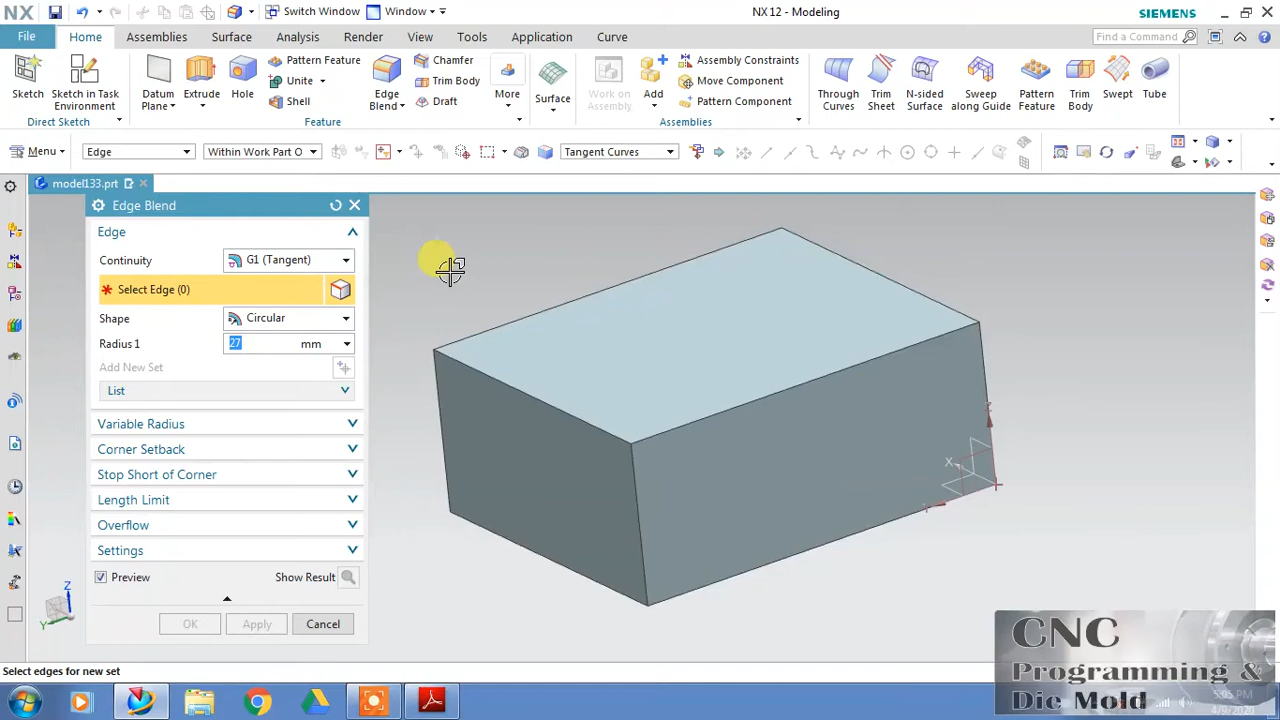 NX
Switch Window
Window
NX 12 - Modeling
SIEMENS
File
Home
Assemblies
Surface
Analysis
Render
View
Tools
Application
Curve
Find a Command
Sketch
Sketch in Task Environment
Direct Sketch
Datum Plane
Extrude
Hole
Pattern Feature
Unite
Shell
Edge Blend
Chamfer
Trim Body
Draft
More
Feature
Surface
Work on Assembly
Add
Assembly Constraints
Move Component
Pattern Component
Assemblies
Through Curves
Trim Sheet
N-sided Surface
Sweep along Guide
Pattern Feature
Trim Body
Swept
Tube
Menu
Edge
Within Work Part O
Tangent Curves
model133.prt
Edge Blend
Edge
Continuity
G1 (Tangent)
* Select Edge (0)
Shape
Circular
Radius 1
27
mm
Add New Set
List
Variable Radius
Corner Setback
Stop Short of Corner
Length Limit
Overflow
Settings
Preview
Show Result
OK
Apply
Cancel
X
Z
Y
Z
Y
Select edges for new set
CNC
Programming &
Die Mold
5:05 PM
4/9/2020